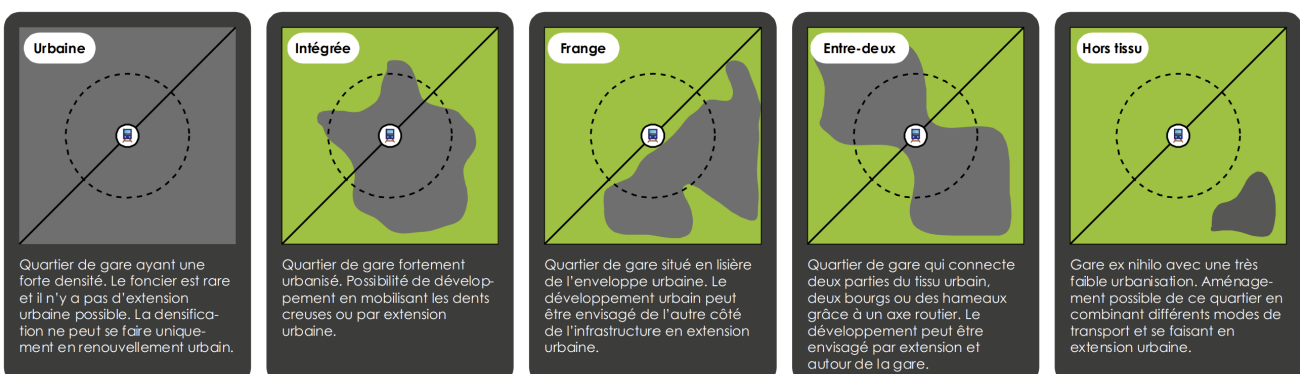 Urbaine
Quartier de gare ayant une
forte densité. Le foncier est rare
et il n'y a pas d'extension
urbaine possible. La densifica-
tion ne peut se faire unique-
ment en renouvellement urbain.
Intégrée
Quartier de gare fortement
urbanisé. Possibilité de dévelop-
pement en mobilisant les dents
creuses ou par extension
urbaine.
Frange
Quartier de gare situé en lisière
de l'enveloppe urbaine. Le
développement urbain peut
être envisagé de l'autre côté
de l'infrastructure en extension
urbaine.
Entre-deux
Quartier de gare qui connecte
deux parties du tissu urbain,
deux bourgs ou des hameaux
grâce à un axe routier. Le
développement peut être
envisagé par extension et
autour de la gare.
Hors tissu
Gare ex nihilo avec une très
faible urbanisation. Aménage-
ment possible de ce quartier en
combinant différents modes de
transport et se faisant en
extension urbaine.